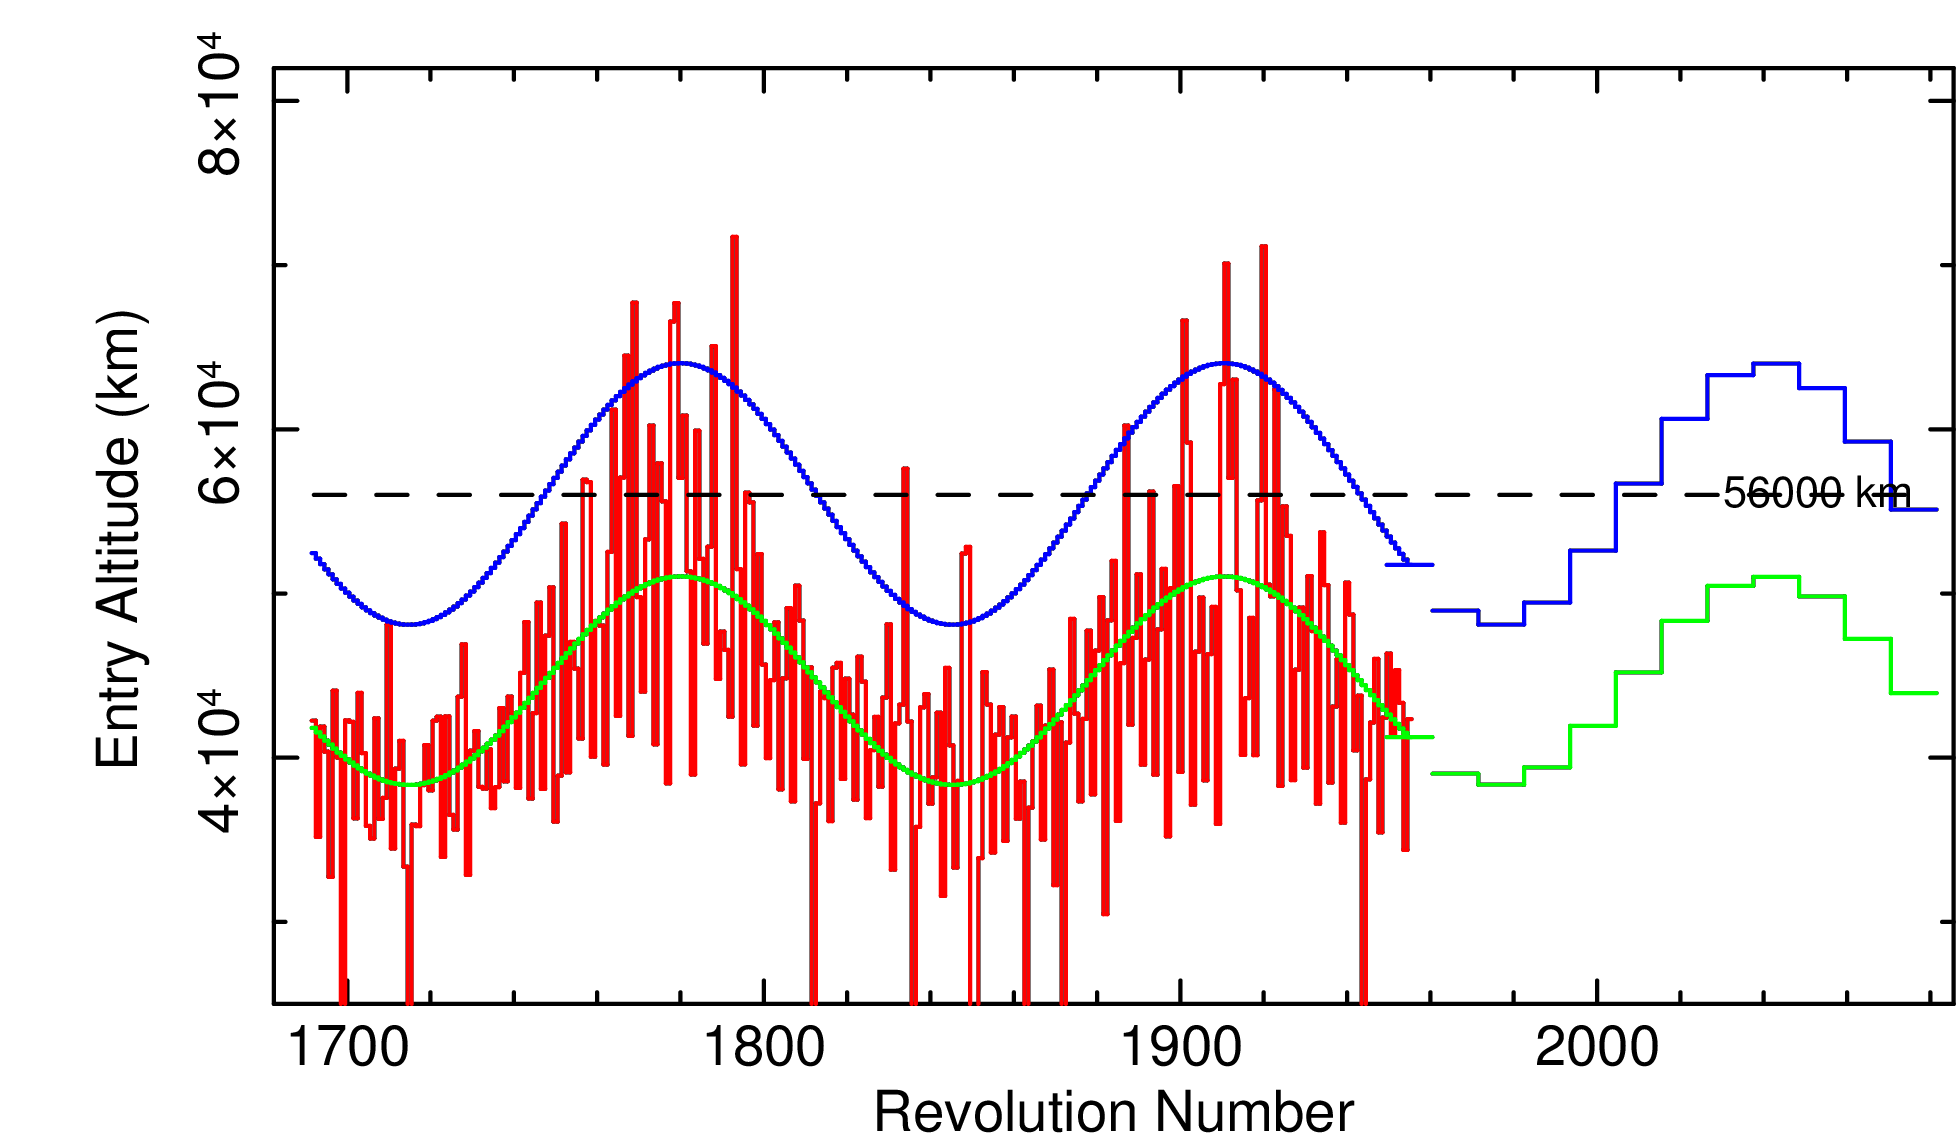 8×10⁴
6×10⁴
4×10⁴
Entry Altitude (km)
56000 km
1700 1800 1900 2000
Revolution Number